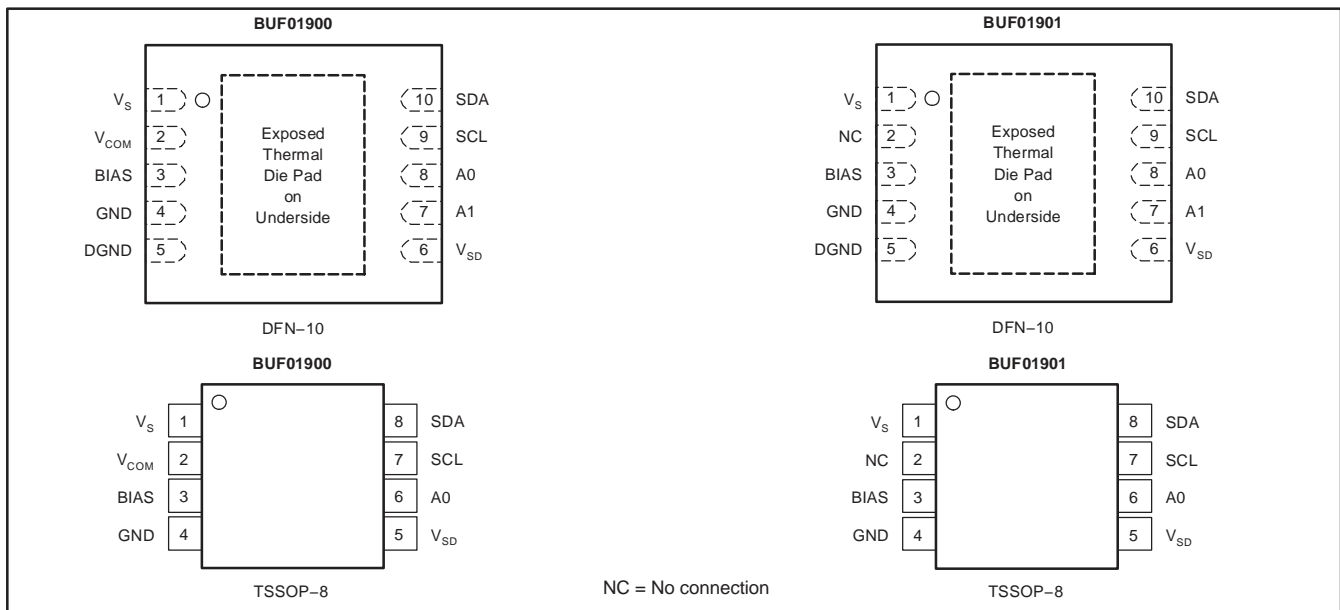 BUF01900
V_S 1 10 SDA
V_COM 2 9 SCL
BIAS 3 8 A0
GND 4 7 A1
DGND 5 6 V_SD
Exposed
Thermal
Die Pad
on
Underside
DFN–10
BUF01901
V_S 1 10 SDA
NC 2 9 SCL
BIAS 3 8 A0
GND 4 7 A1
DGND 5 6 V_SD
Exposed
Thermal
Die Pad
on
Underside
DFN–10
BUF01900
V_S 1 8 SDA
V_COM 2 7 SCL
BIAS 3 6 A0
GND 4 5 V_SD
TSSOP–8
BUF01901
V_S 1 8 SDA
NC 2 7 SCL
BIAS 3 6 A0
GND 4 5 V_SD
TSSOP–8
NC = No connection